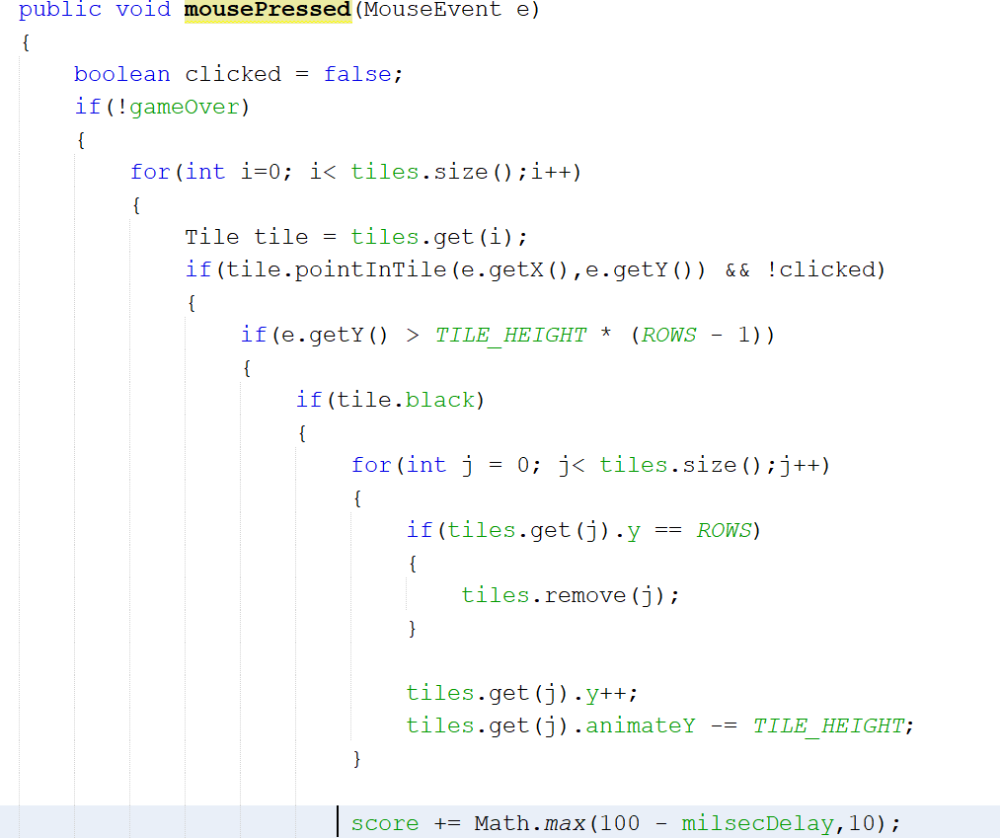 public void mousePressed(MouseEvent e)
{
    boolean clicked = false;
    if(!gameOver)
    {
        for(int i=0; i< tiles.size();i++)
        {
            Tile tile = tiles.get(i);
            if(tile.pointInTile(e.getX(),e.getY()) && !clicked)
            {
                if(e.getY() > TILE_HEIGHT * (ROWS - 1))
                {
                    if(tile.black)
                    {
                        for(int j = 0; j< tiles.size();j++)
                        {
                            if(tiles.get(j).y == ROWS)
                            {
                                tiles.remove(j);
                            }

                            tiles.get(j).y++;
                            tiles.get(j).animateY -= TILE_HEIGHT;
                        }

                        score += Math.max(100 - milsecDelay,10);